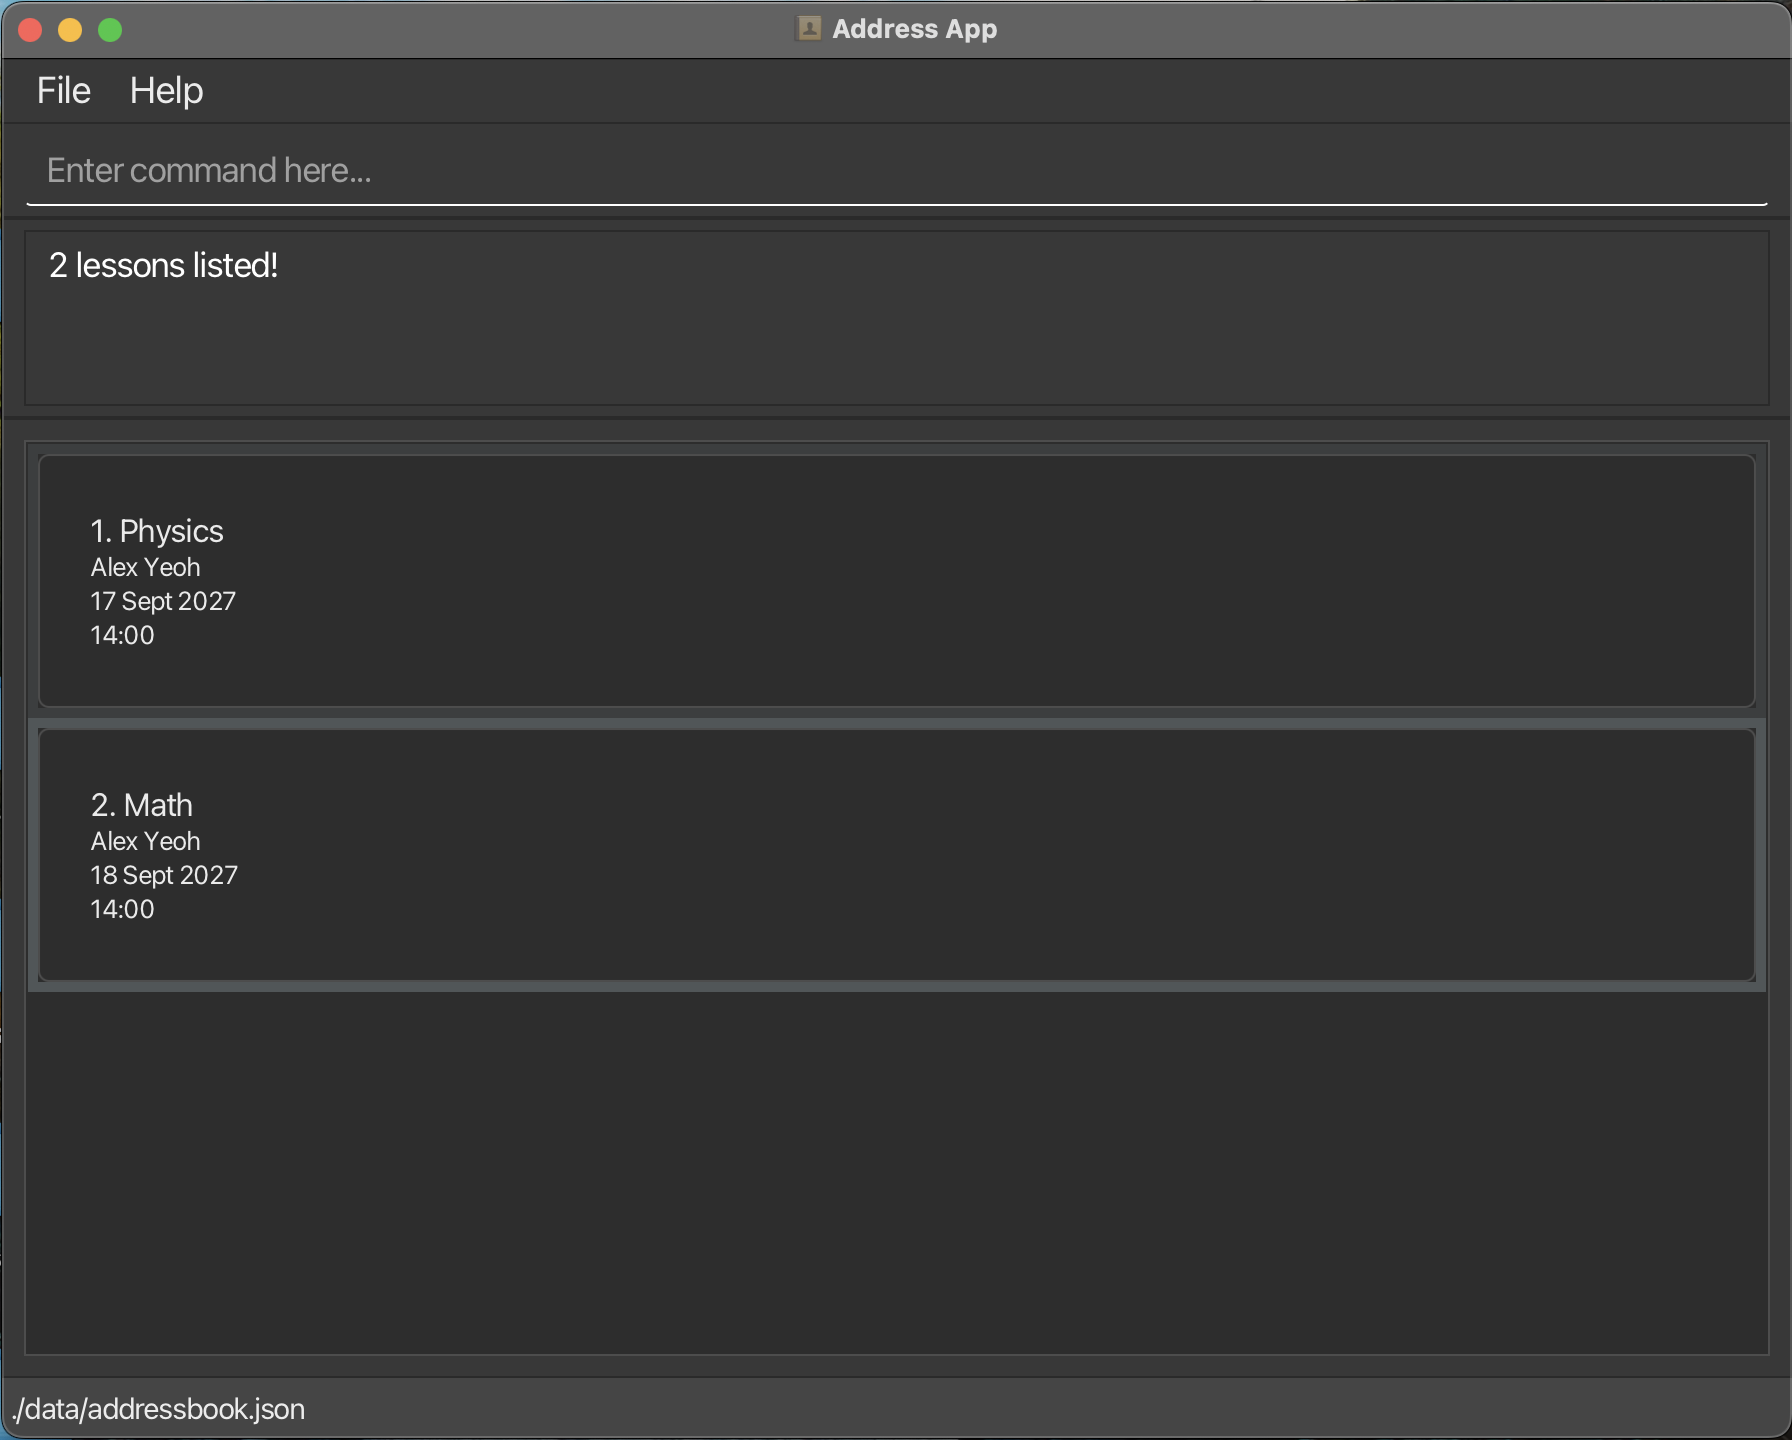 Address App
File Help
Enter command here...
2 lessons listed!
1. Physics
Alex Yeoh
17 Sept 2027
14:00
2. Math
Alex Yeoh
18 Sept 2027
14:00
./data/addressbook.json